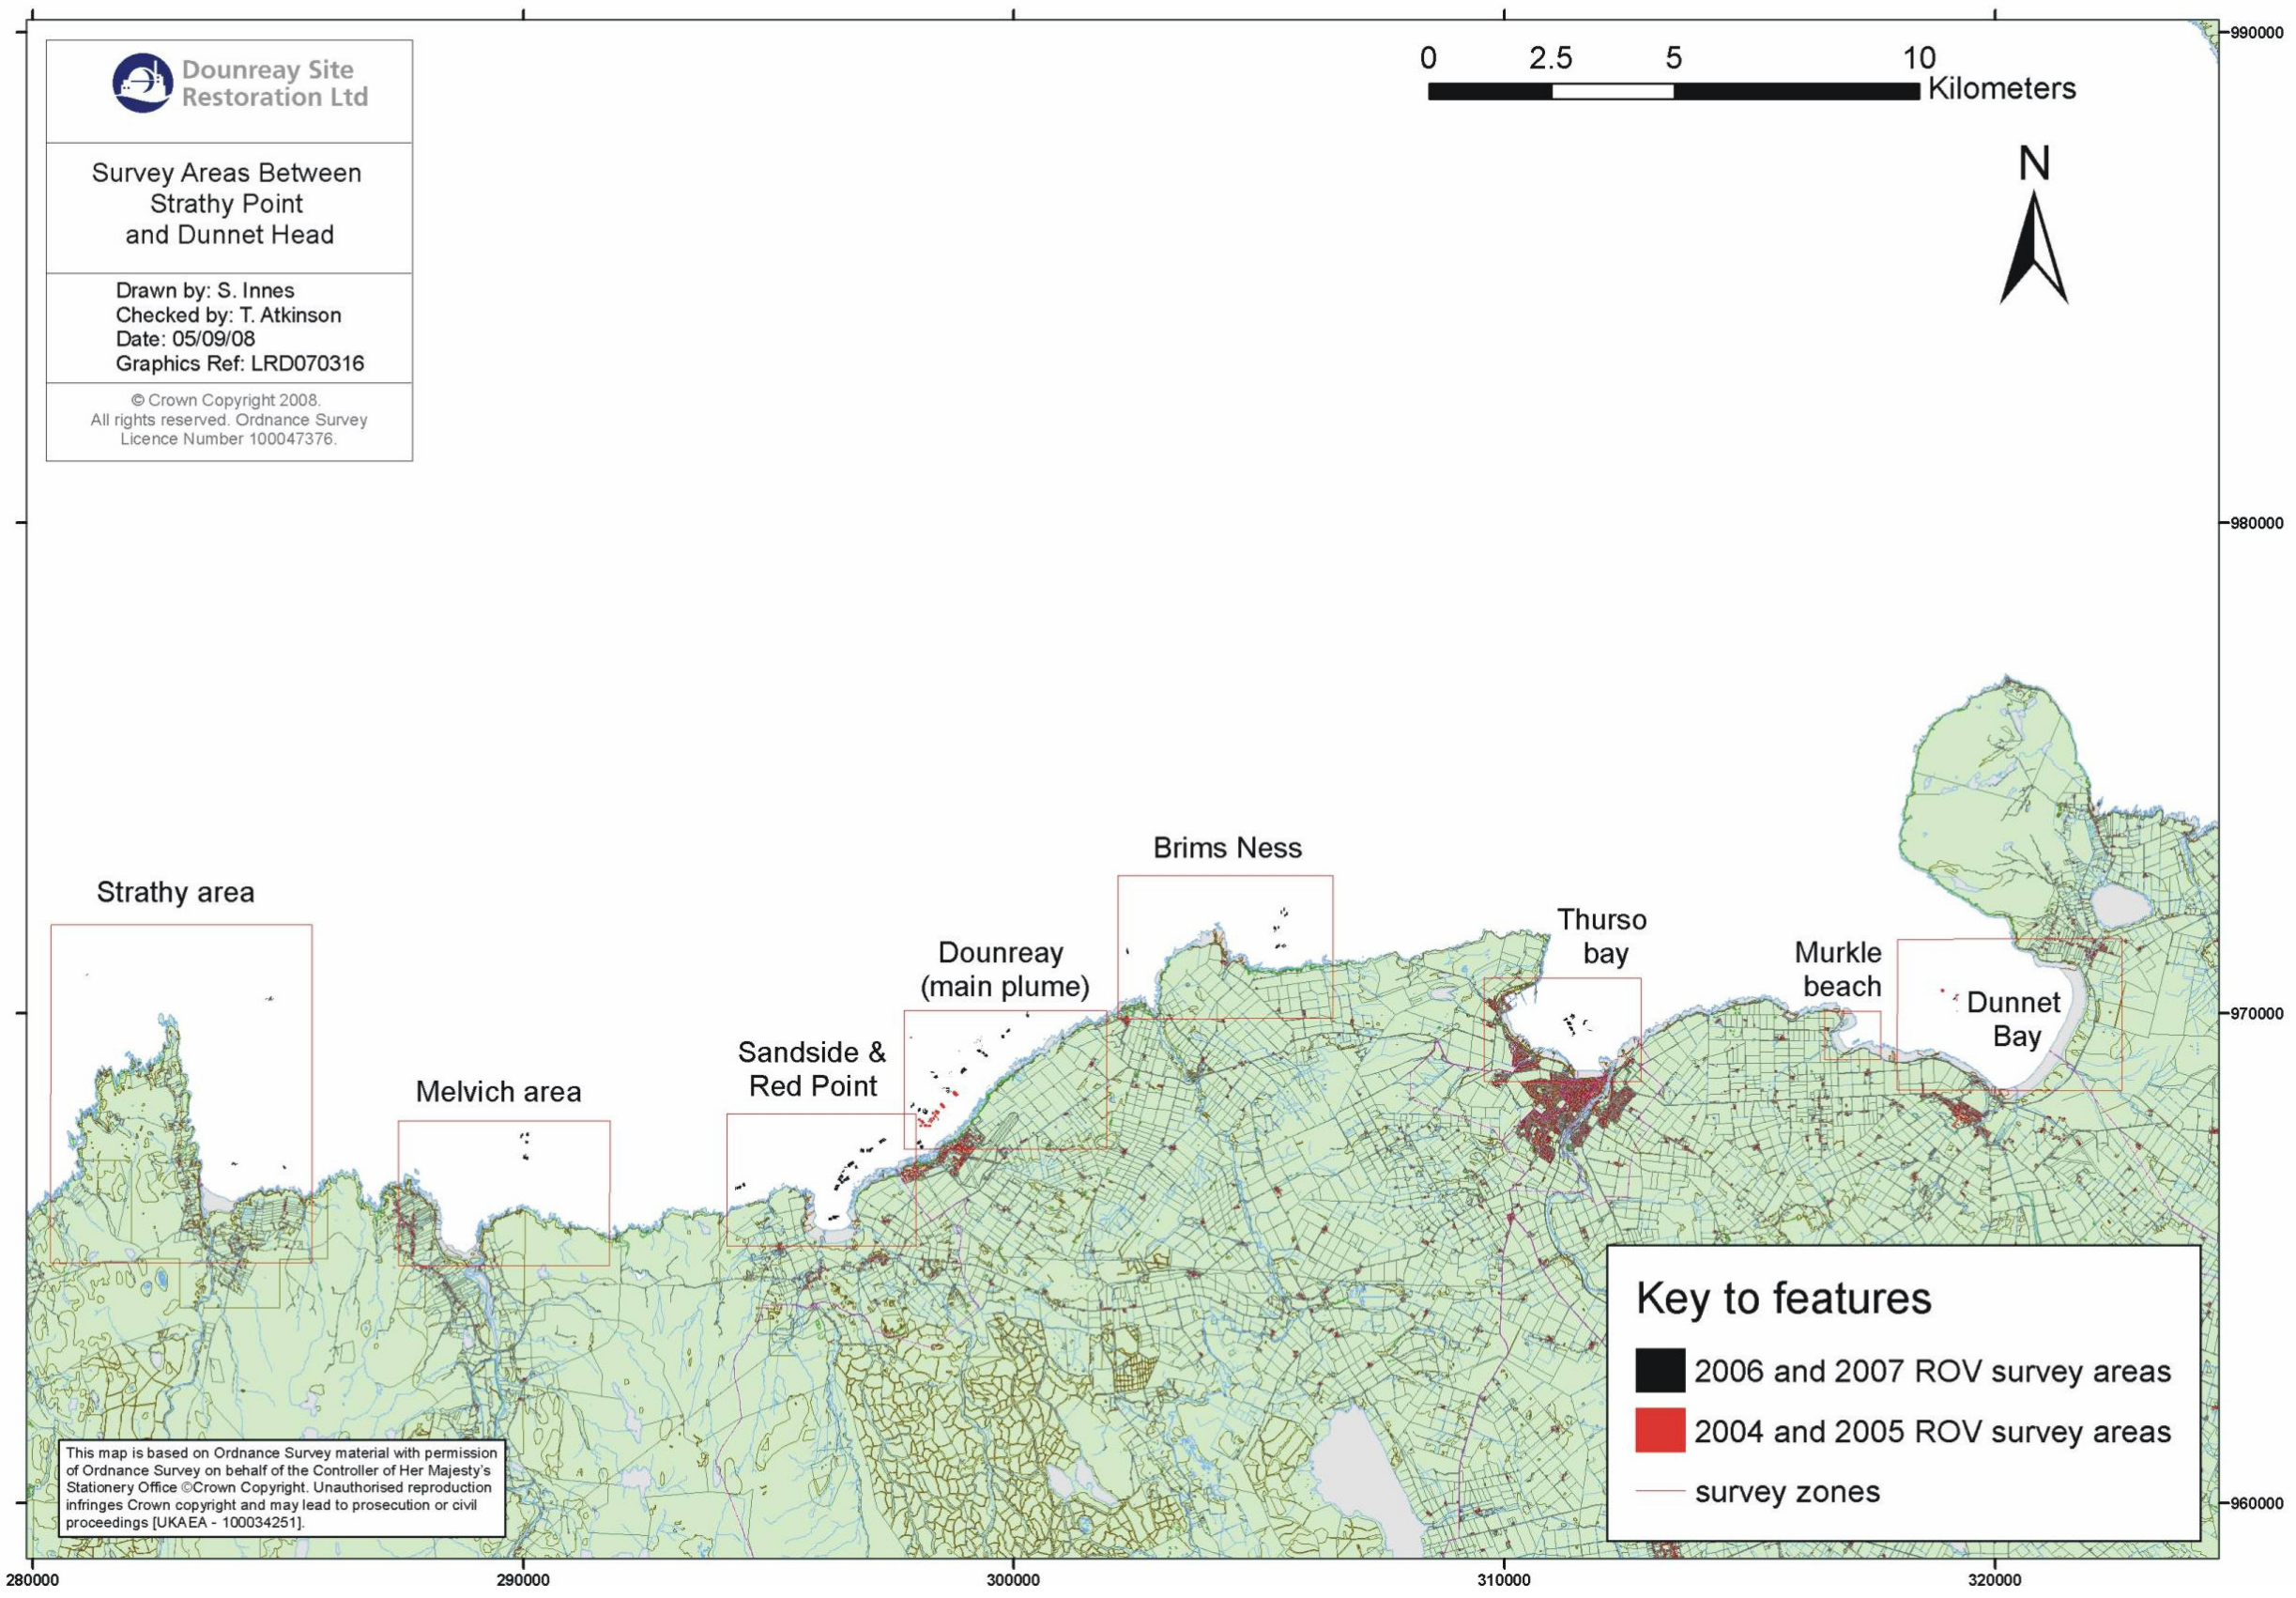 Dounreay Site
Restoration Ltd
Survey Areas Between
Strathy Point
and Dunnet Head
Drawn by: S. Innes
Checked by: T. Atkinson
Date: 05/09/08
Graphics Ref: LRD070316
© Crown Copyright 2008.
All rights reserved. Ordnance Survey
Licence Number 100047376.
0 2.5 5 10
Kilometers
N
990000
980000
970000
960000
Strathy area
Melvich area
Sandside &
Red Point
Dounreay
(main plume)
Brims Ness
Thurso
bay
Murkle
beach
Dunnet
Bay
Key to features
2006 and 2007 ROV survey areas
2004 and 2005 ROV survey areas
survey zones
This map is based on Ordnance Survey material with permission
of Ordnance Survey on behalf of the Controller of Her Majesty's
Stationery Office ©Crown Copyright. Unauthorised reproduction
infringes Crown copyright and may lead to prosecution or civil
proceedings [UKAEA - 100034251].
280000 290000 300000 310000 320000